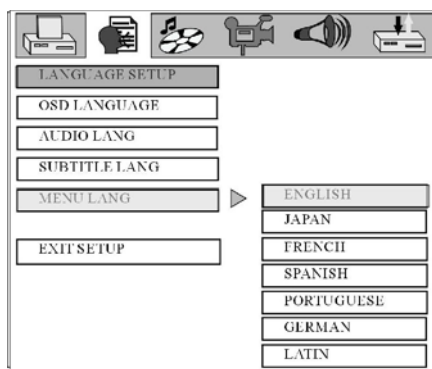 LANGUAGE SETUP
OSD LANGUAGE
AUDIO LANG
SUBTITLE LANG
MENU LANG
EXIT SETUP
ENGLISH
JAPAN
FRENCH
SPANISH
PORTUGUESE
GERMAN
LATIN